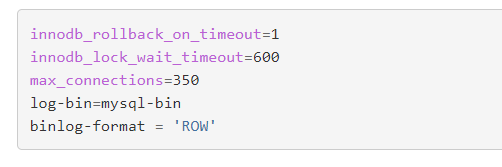 innodb_rollback_on_timeout=1
innodb_lock_wait_timeout=600
max_connections=350
log-bin=mysql-bin
binlog-format = 'ROW'